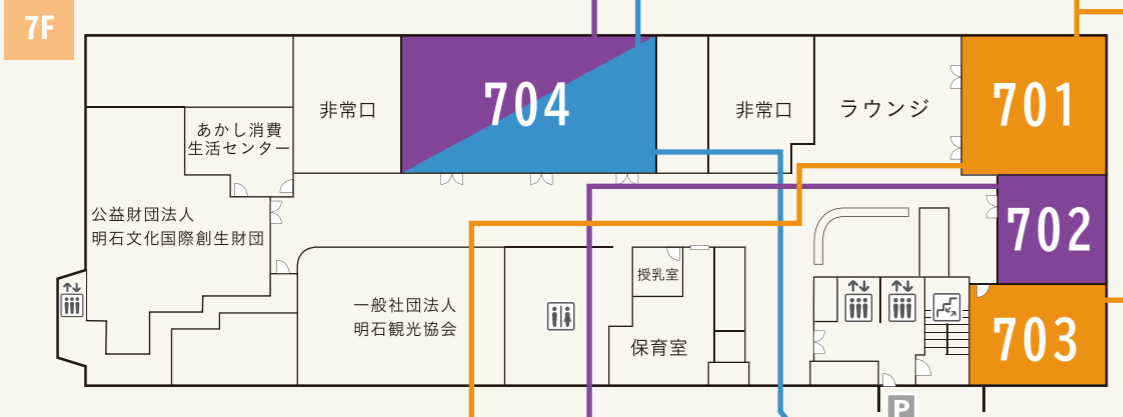 7F
非常口
704
非常口
ラウンジ
701
あかし消費
生活センター
公益財団法人
明石文化国際創生財団
702
授乳室
一般社団法人
明石観光協会
保育室
703
P